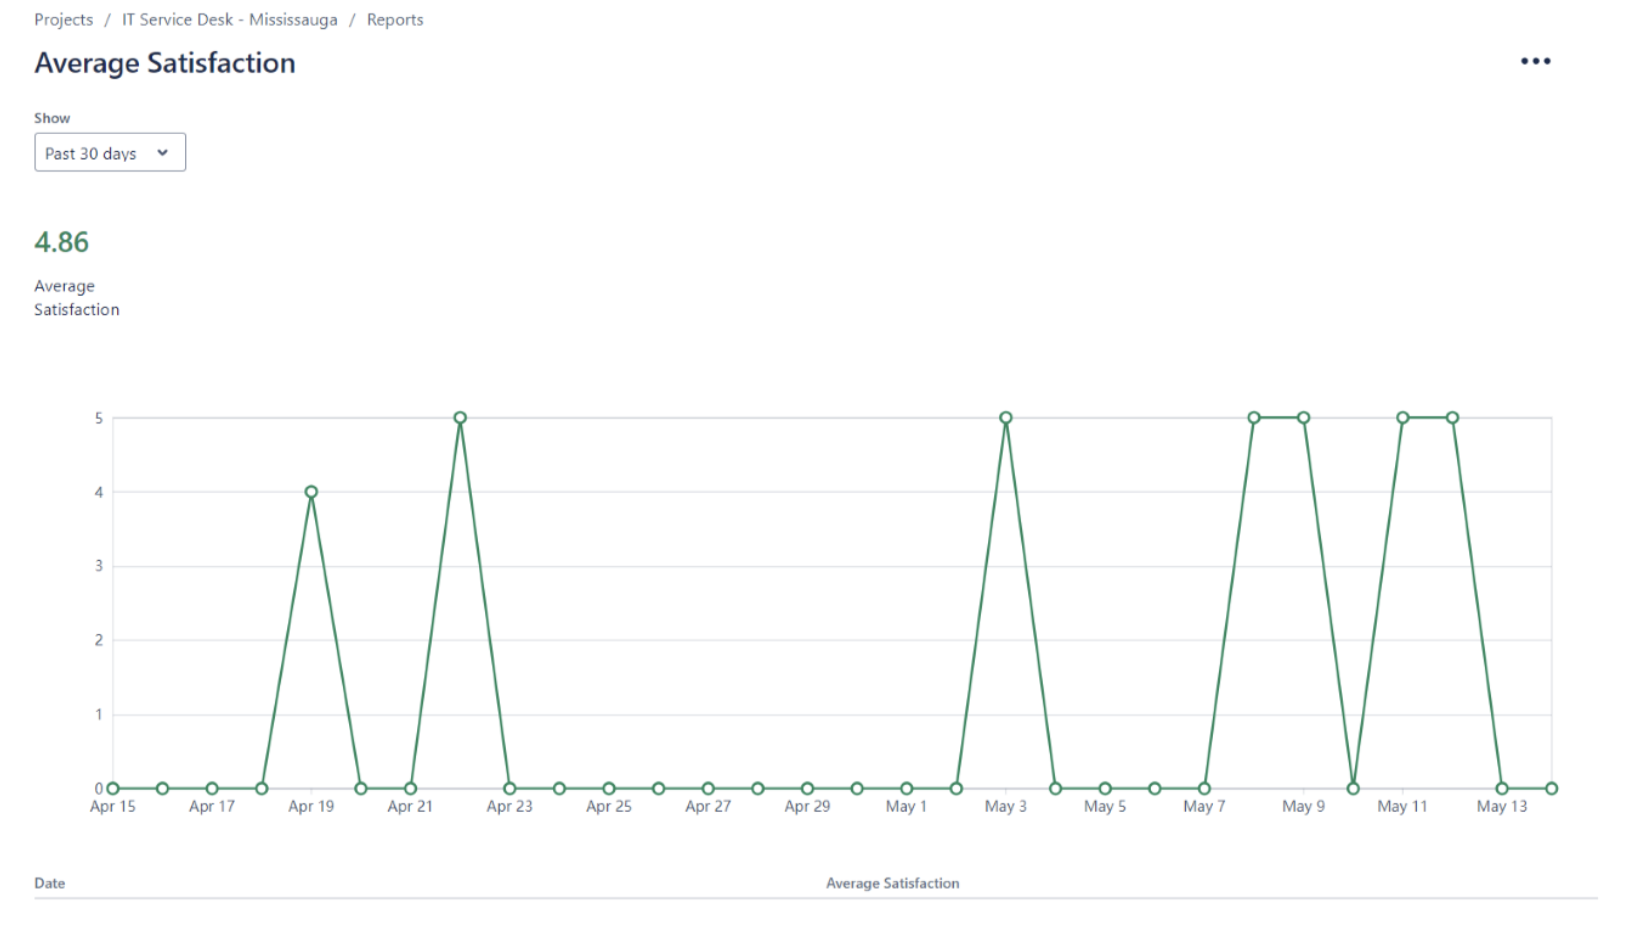 Projects / IT Service Desk - Mississauga / Reports
Average Satisfaction
Show
Past 30 days
4.86
Average
Satisfaction
5
4
3
2
1
0
Apr 15 Apr 17 Apr 19 Apr 21 Apr 23 Apr 25 Apr 27 Apr 29 May 1 May 3 May 5 May 7 May 9 May 11 May 13
Date Average Satisfaction